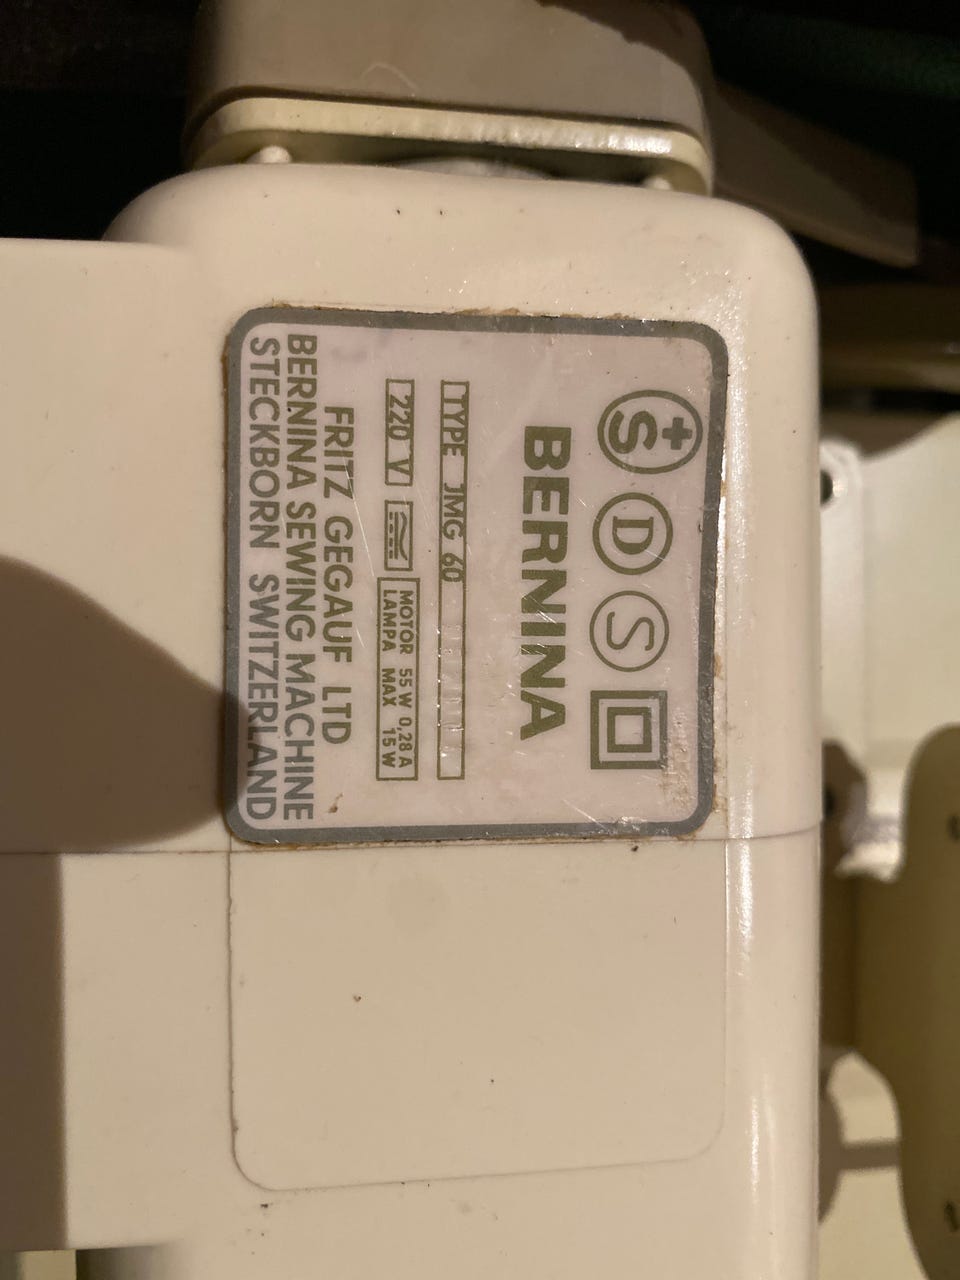 +S D S
BERNINA
TYPE JMG 60
220 V
MOTOR 55 W 0,28 A
LAMPA MAX 15 W
FRITZ GEGAUF LTD
BERNINA SEWING MACHINE
STECKBORN SWITZERLAND